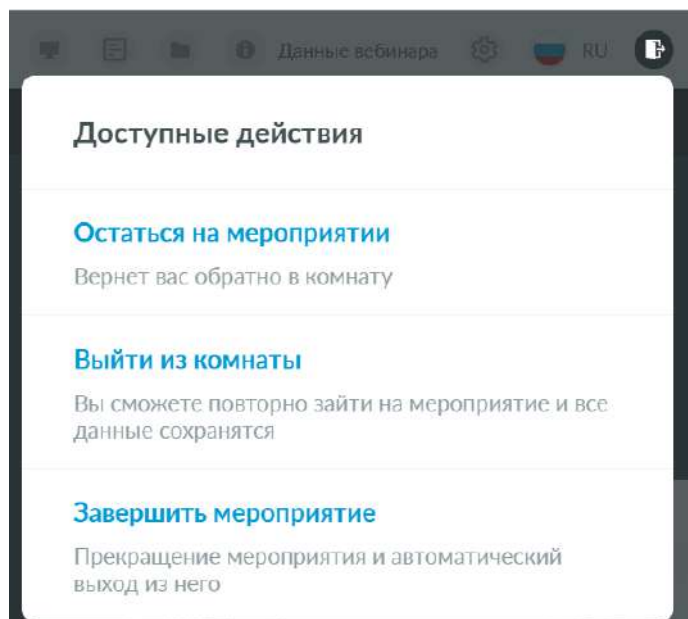 Данные вебинара RU
Доступные действия
Остаться на мероприятии
Вернет вас обратно в комнату
Выйти из комнаты
Вы сможете повторно зайти на мероприятие и все
данные сохранятся
Завершить мероприятие
Прекращение мероприятия и автоматический
выход из него